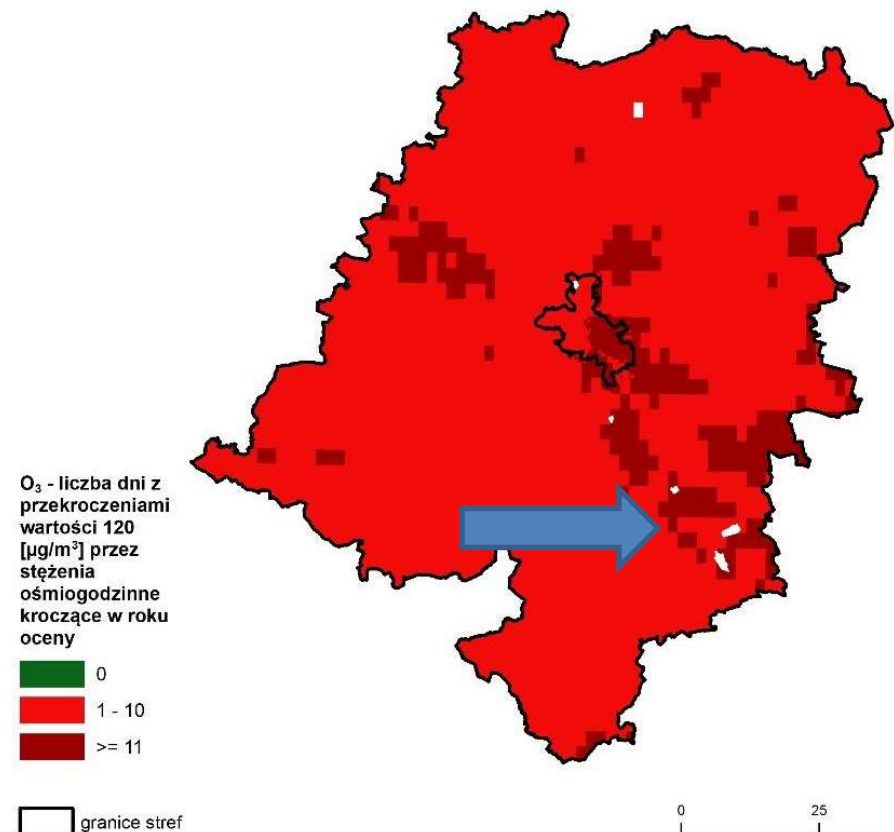 O₃ - liczba dni z
przekroczeniami
wartości 120
[µg/m³] przez
stężenia
ośmiogodzinne
kroczące w roku
oceny
0
1 - 10
>= 11
granice stref
0 25